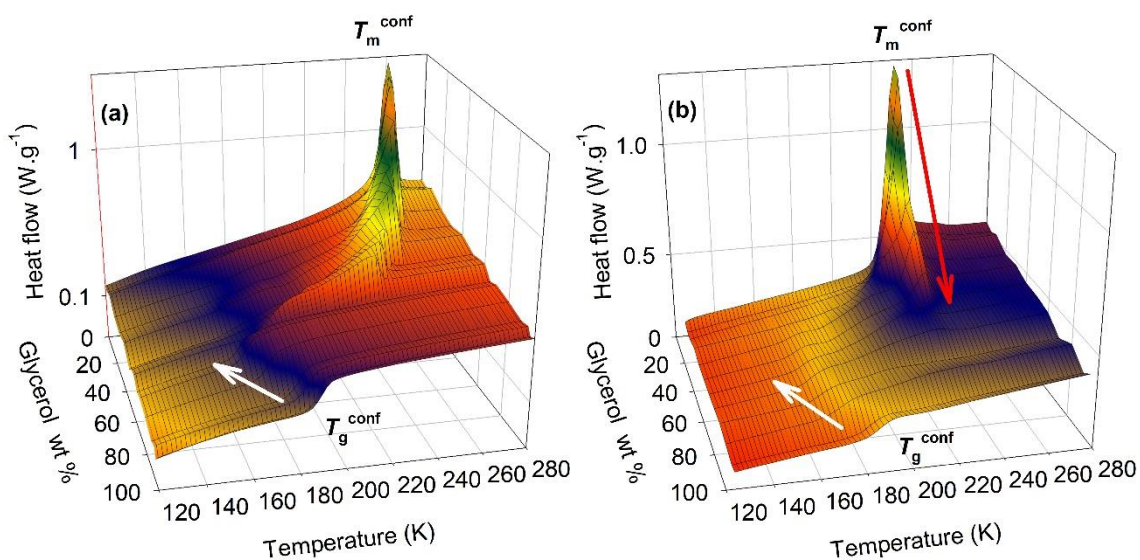 (a)
T_m^conf
Heat flow (W.g⁻¹)
1
0.1
0
20
40
60
80
100
Glycerol wt %
120 140 160 180 200 220 240 260 280
Temperature (K)
T_g^conf
(b)
T_m^conf
Heat flow (W.g⁻¹)
1.0
0.5
0
20
40
60
80
100
Glycerol wt %
120 140 160 180 200 220 240 260 280
Temperature (K)
T_g^conf